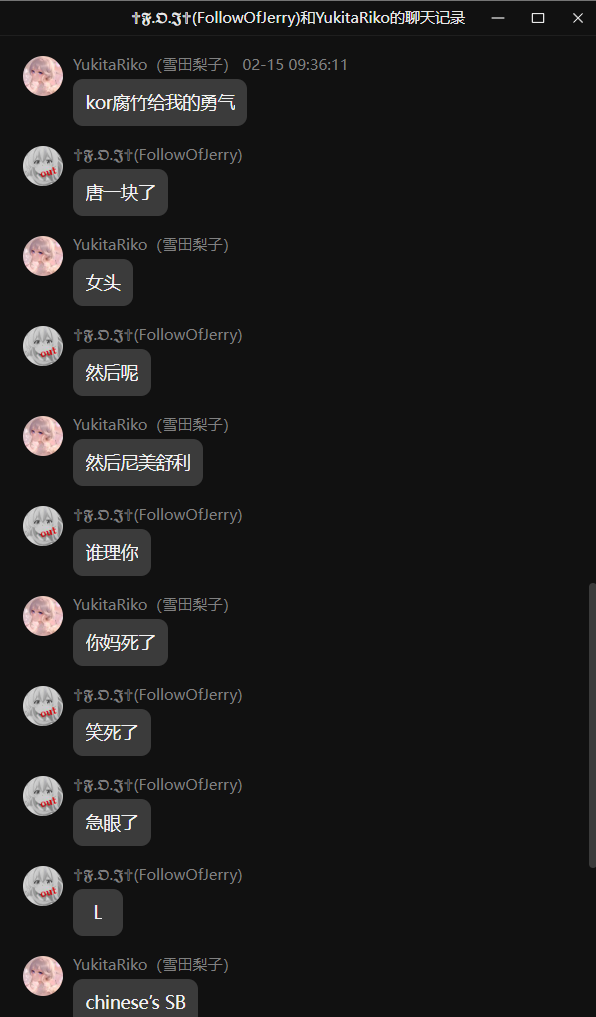 ✞𝕱.𝕺.𝕵✞(FollowOfJerry)和YukitaRiko的聊天记录
YukitaRiko（雪田梨子） 02-15 09:36:11
kor腐竹给我的勇气
✞𝕱.𝕺.𝕵✞(FollowOfJerry)
唐一块了
YukitaRiko（雪田梨子）
女头
✞𝕱.𝕺.𝕵✞(FollowOfJerry)
然后呢
YukitaRiko（雪田梨子）
然后尼美舒利
✞𝕱.𝕺.𝕵✞(FollowOfJerry)
谁理你
YukitaRiko（雪田梨子）
你妈死了
✞𝕱.𝕺.𝕵✞(FollowOfJerry)
笑死了
✞𝕱.𝕺.𝕵✞(FollowOfJerry)
急眼了
✞𝕱.𝕺.𝕵✞(FollowOfJerry)
L
YukitaRiko（雪田梨子）
chinese’s SB